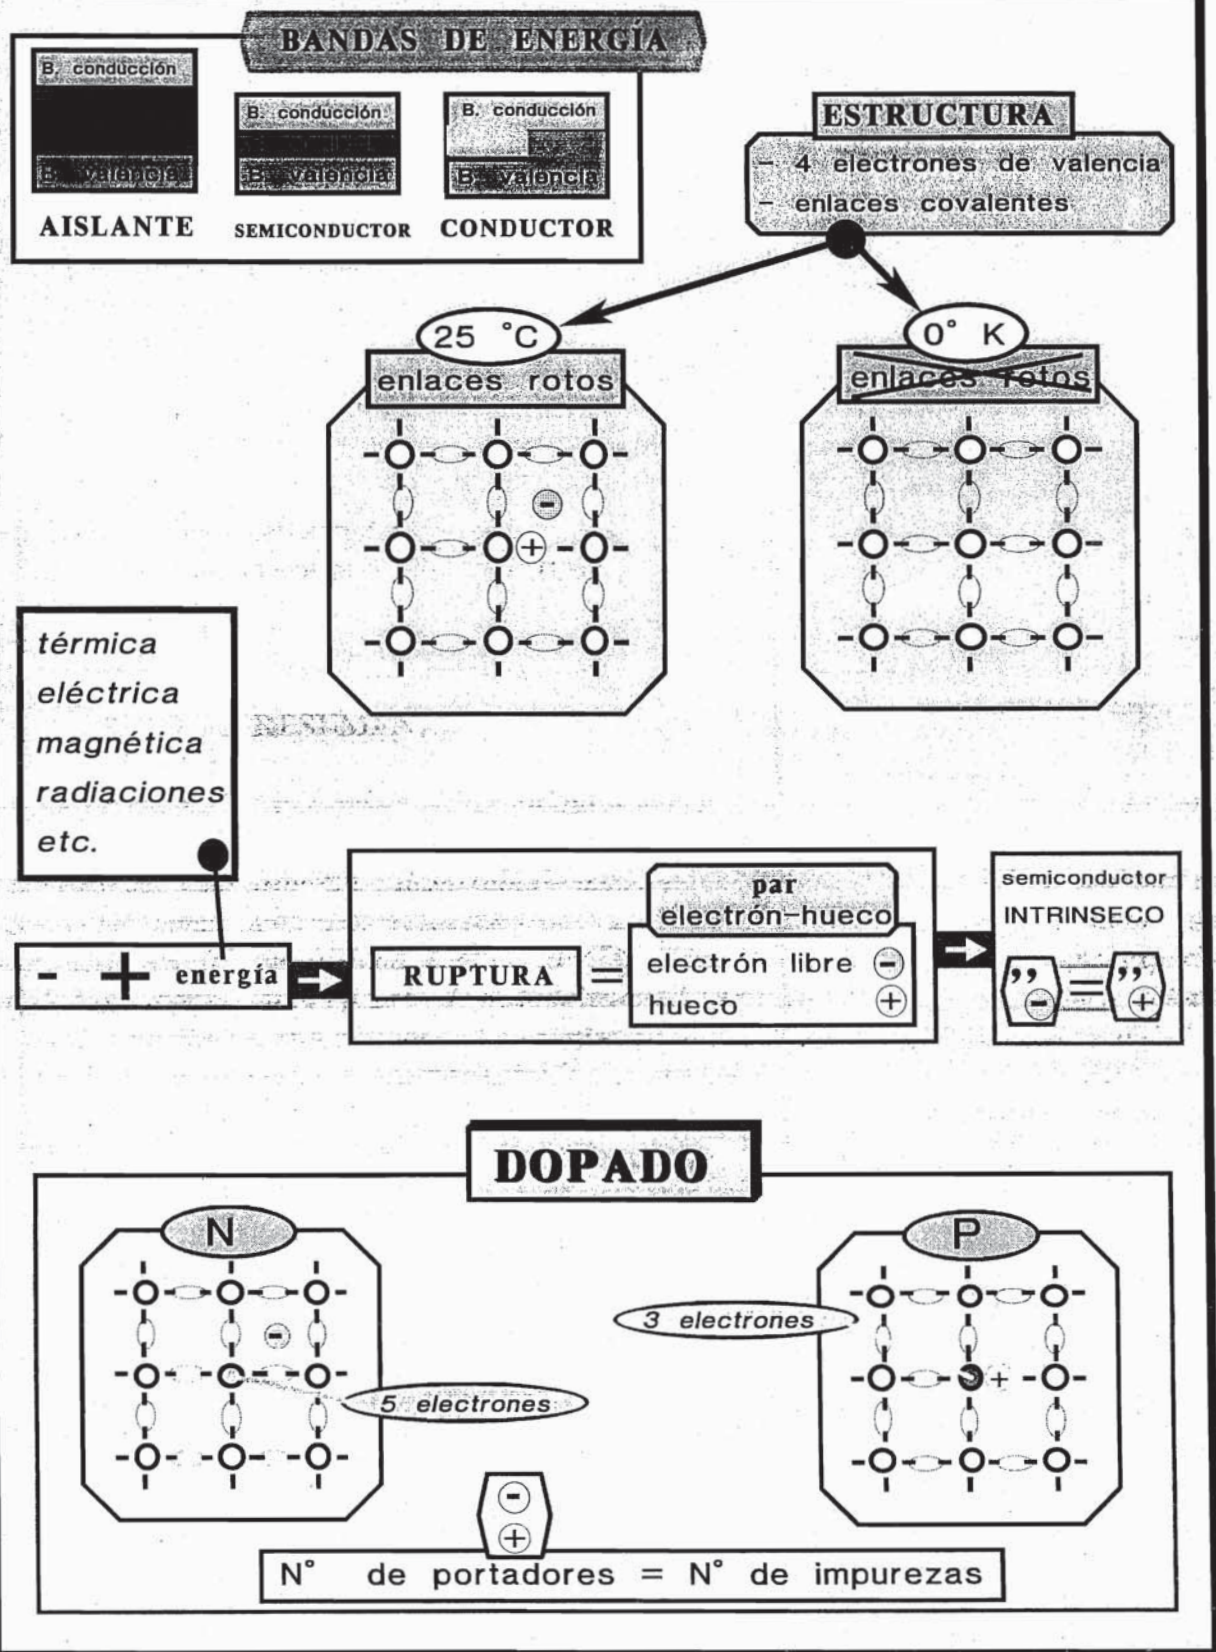 BANDAS DE ENERGÍA
B. conducción
B. valencia
AISLANTE
B. conducción
B. valencia
SEMICONDUCTOR
B. conducción
B. valencia
CONDUCTOR
ESTRUCTURA
- 4 electrones de valencia
- enlaces covalentes
25 °C
enlaces rotos
-
+
0° K
enlaces rotos
térmica
eléctrica
magnética
radiaciones
etc.
- + energía
RUPTURA =
par
electrón-hueco
electrón libre -
hueco +
semiconductor
INTRINSECO
" - = " +
DOPADO
N
-
5 electrones
P
3 electrones
+
-
+
N° de portadores = N° de impurezas